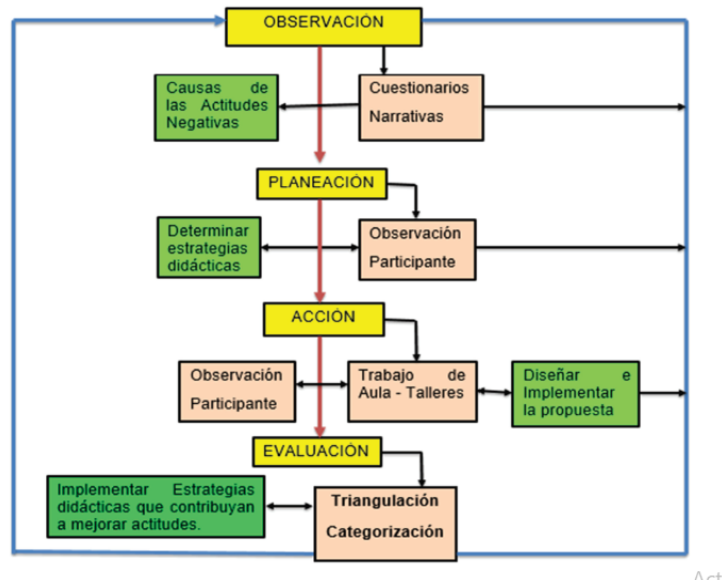 OBSERVACIÓN
Causas de
las Actitudes
Negativas
Cuestionarios
Narrativas
PLANEACIÓN
Determinar
estrategias
didácticas
Observación
Participante
ACCIÓN
Observación
Participante
Trabajo de
Aula - Talleres
Diseñar e
Implementar
la propuesta
EVALUACIÓN
Implementar Estrategias
didácticas que contribuyan
a mejorar actitudes.
Triangulación
Categorización
Act